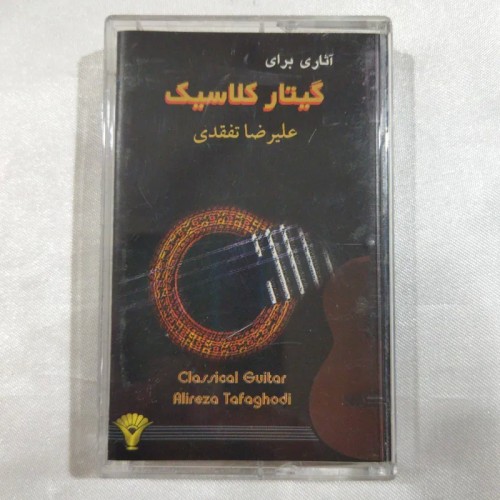 آثاری برای
گیتار کلاسیک
علیرضا تفقدی
Classical Guitar
Alireza Tafaghodi